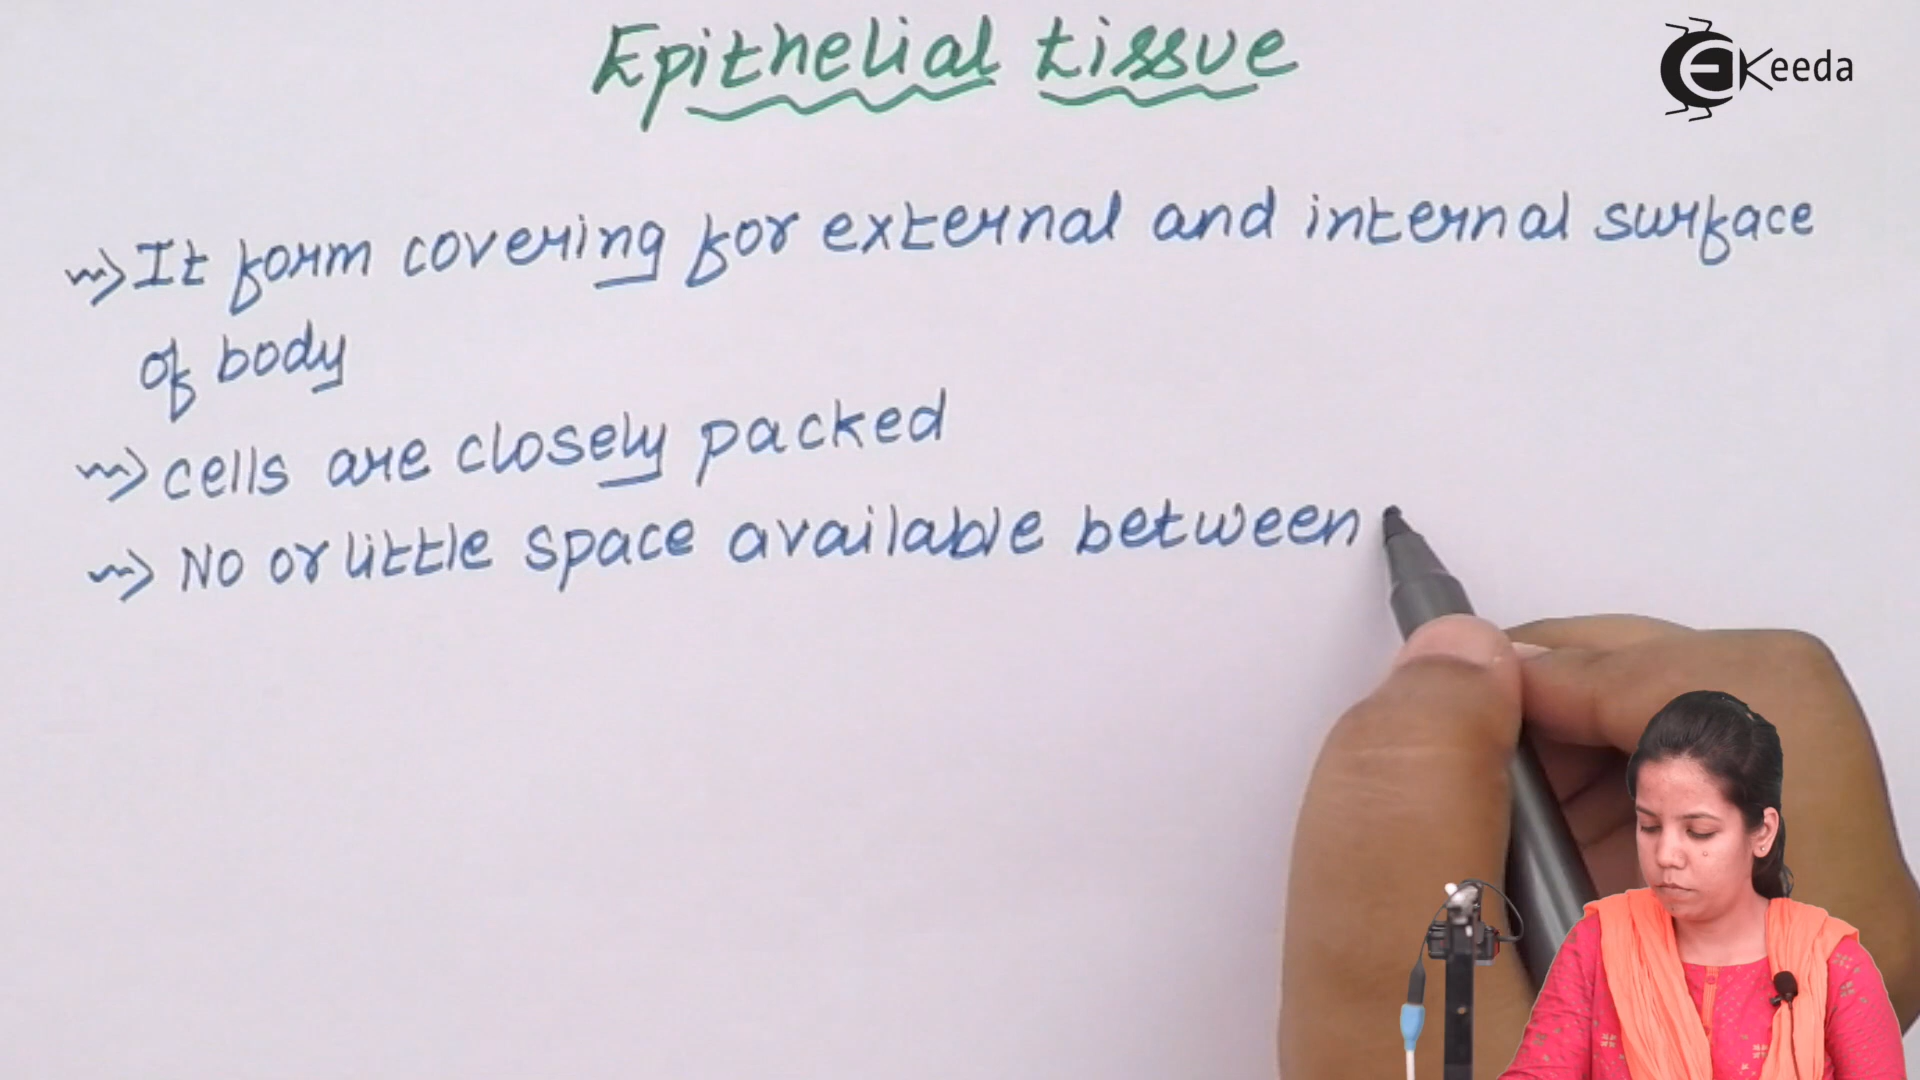 Epithelial tissue
EKeeda
~> It form covering for external and internal surface
of body
~> cells are closely packed
~> No or little space available between